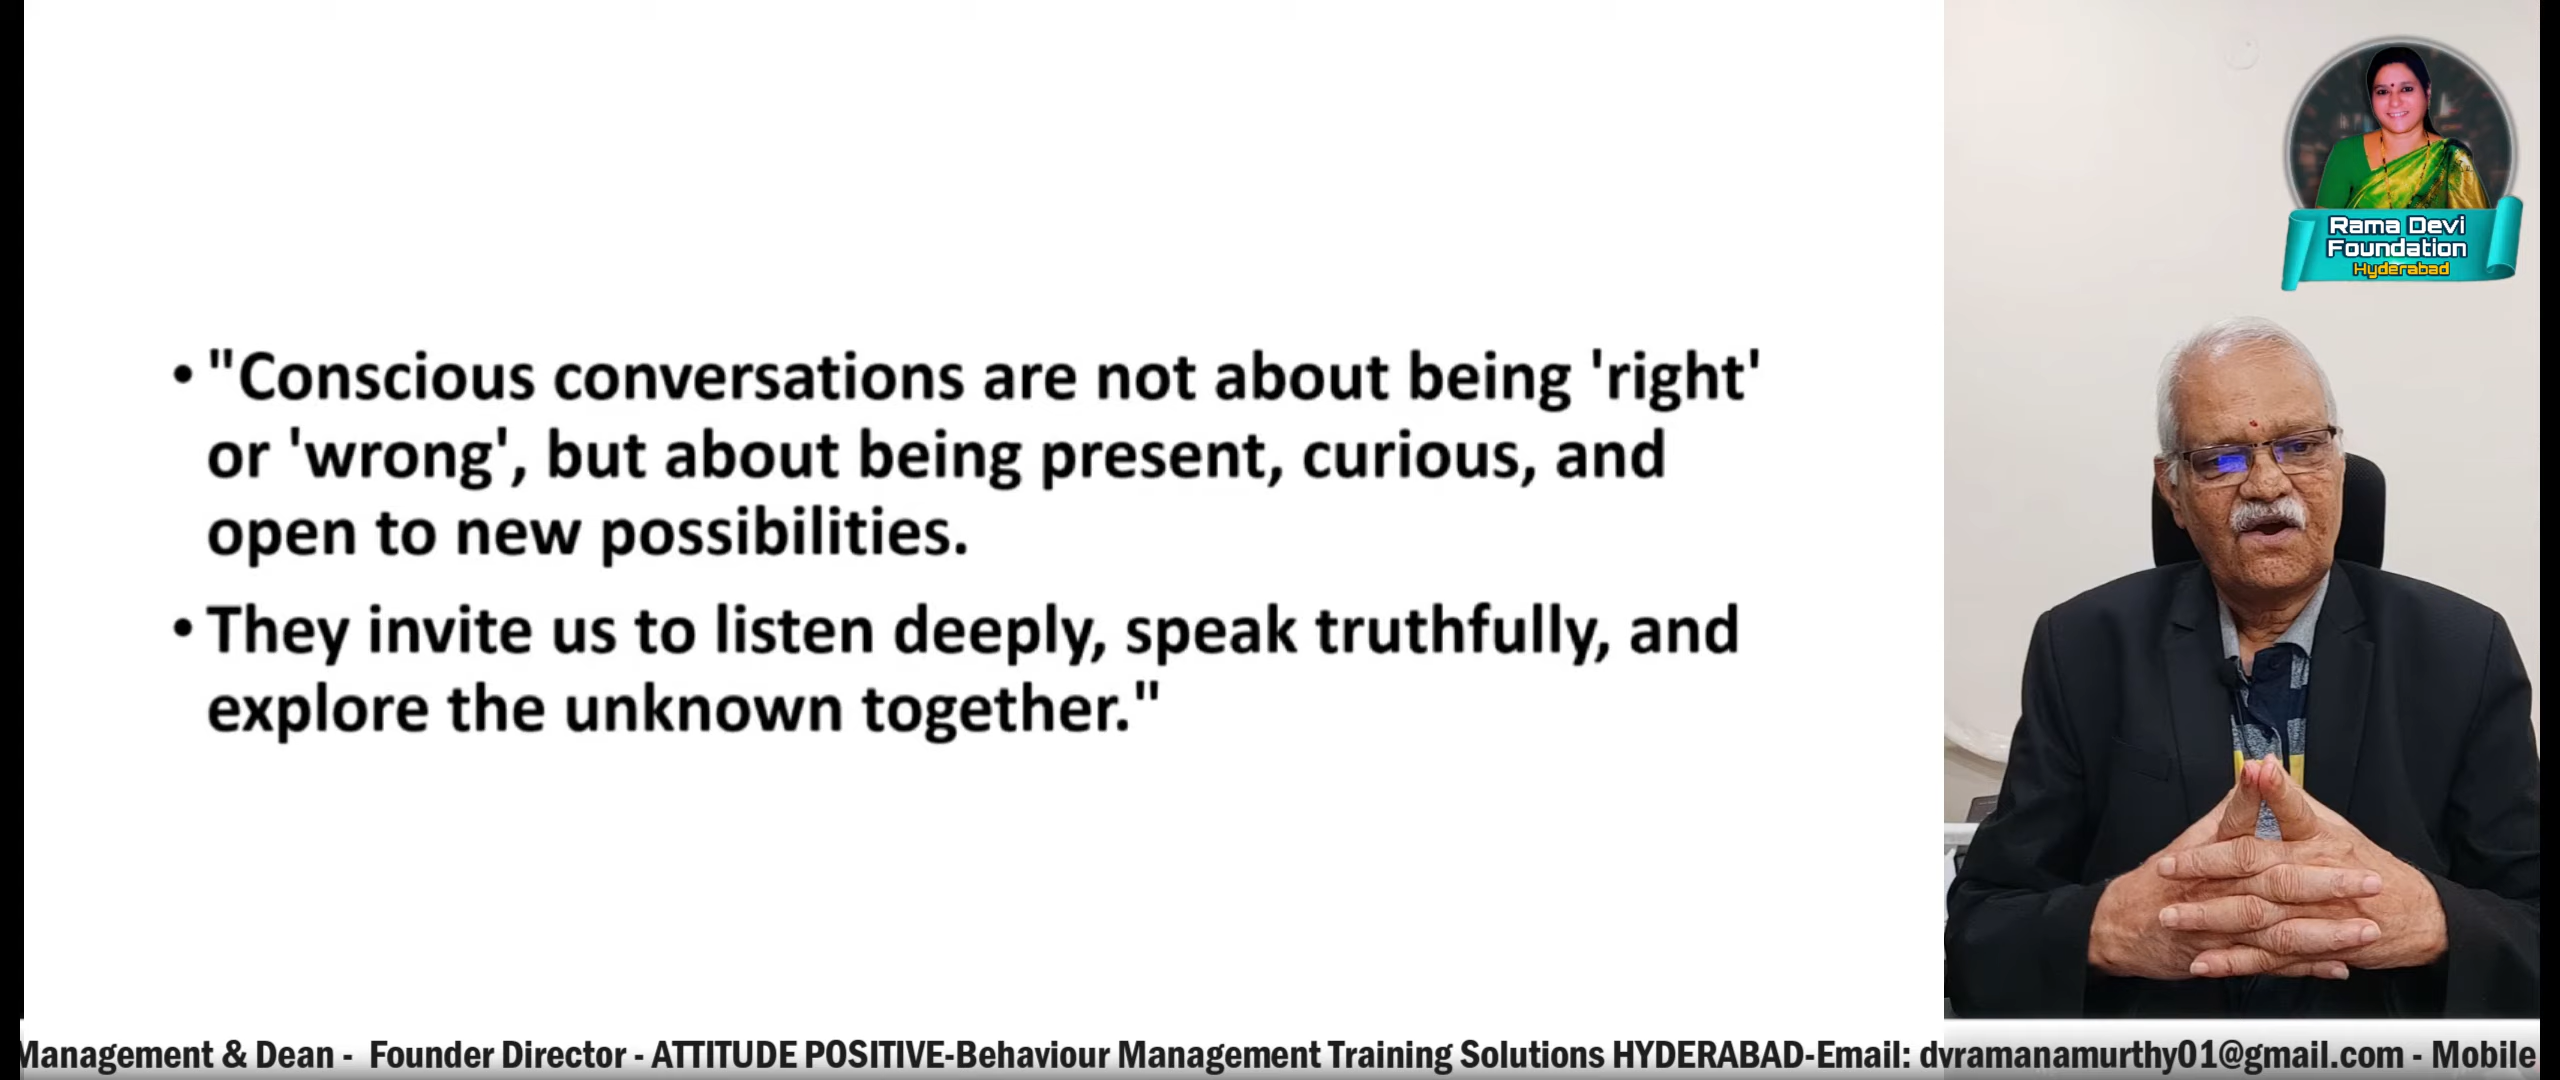 • "Conscious conversations are not about being 'right'
or 'wrong', but about being present, curious, and
open to new possibilities.
• They invite us to listen deeply, speak truthfully, and
explore the unknown together."
Rama Devi
Foundation
Hyderabad
Management & Dean - Founder Director - ATTITUDE POSITIVE-Behaviour Management Training Solutions HYDERABAD-Email: dvramanamurthy01@gmail.com - Mobile